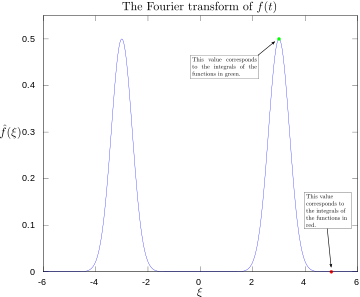 The Fourier transform of f(t)
0.5
This value corresponds
to the integrals of the
functions in green.
0.4
0.3
f̂(ξ)
0.2
This value
corresponds to
the integrals of
the functions in
red.
0.1
0
-6 -4 -2 0 2 4 6
ξ